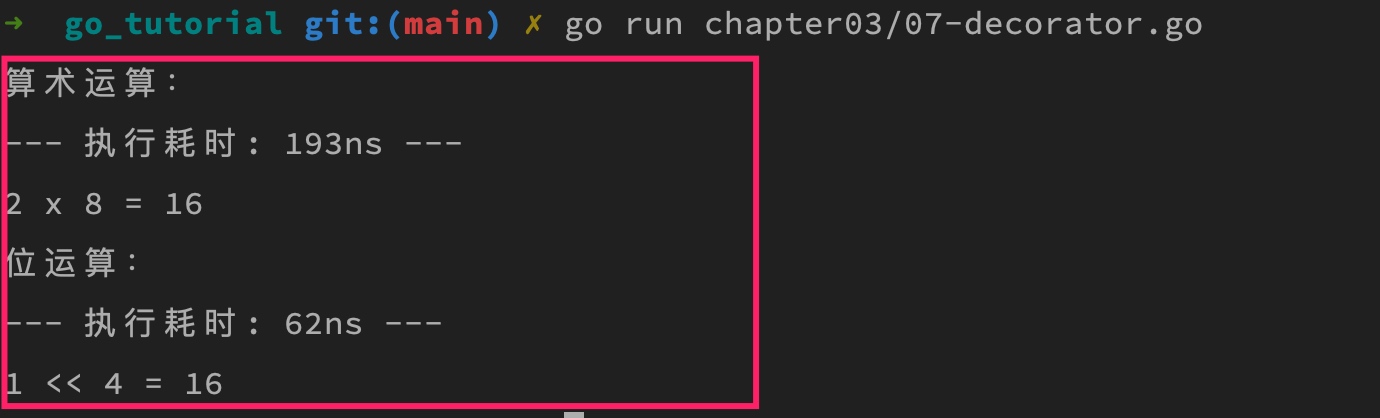 ➜ go_tutorial git:(main) ✗ go run chapter03/07-decorator.go
算术运算：
--- 执行耗时: 193ns ---
2 x 8 = 16
位运算：
--- 执行耗时: 62ns ---
1 << 4 = 16